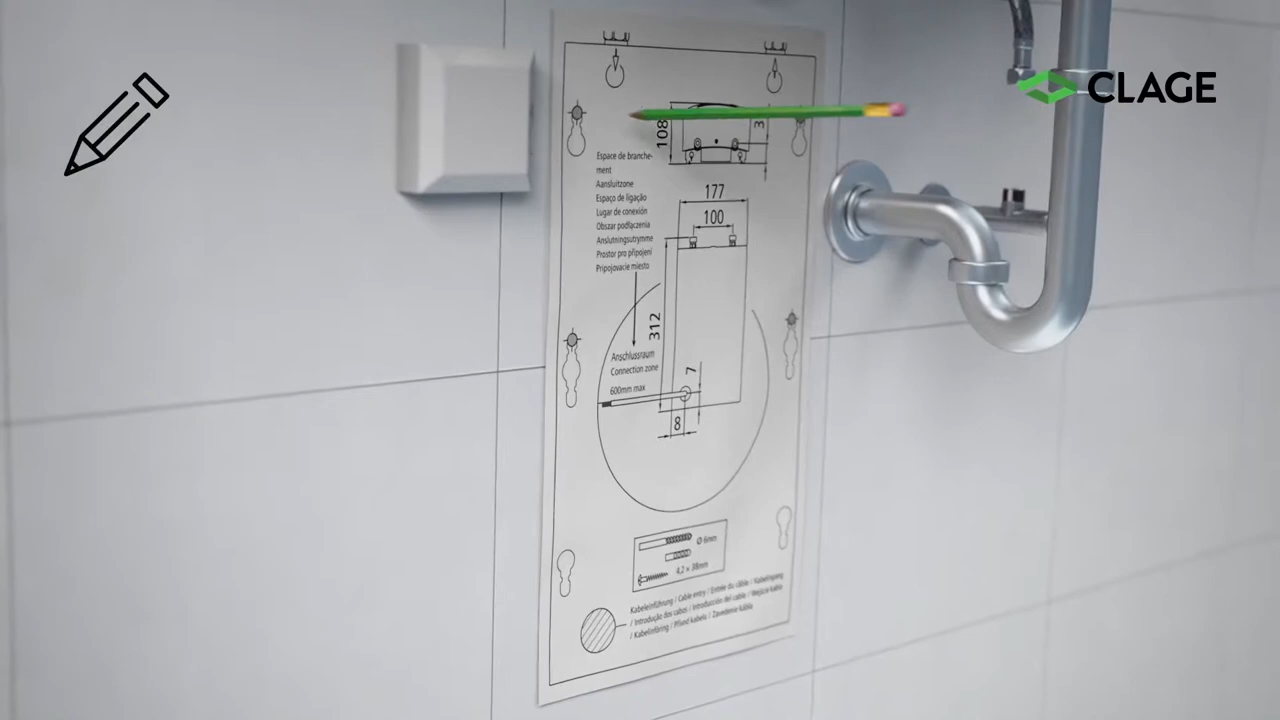 CLAGE
108
3
Espace de branche-
ment
Aansluitzone
Espaço de ligação
Lugar de conexión
Obszar podłączenia
Anslutningsutrymme
Prostor pro připojení
Pripojovacie miesto
177
100
312
Anschlussraum
Connection zone
600mm max
7
8
Ø 6mm
4,2 × 38mm
Kabeleinführung / Cable entry / Entrée du câble / Kabelingang
/ Introdução dos cabos / Introducción del cable / Wejście kabla
/ Kabelinföring / Přívod kabelu / Zavedenie kábla